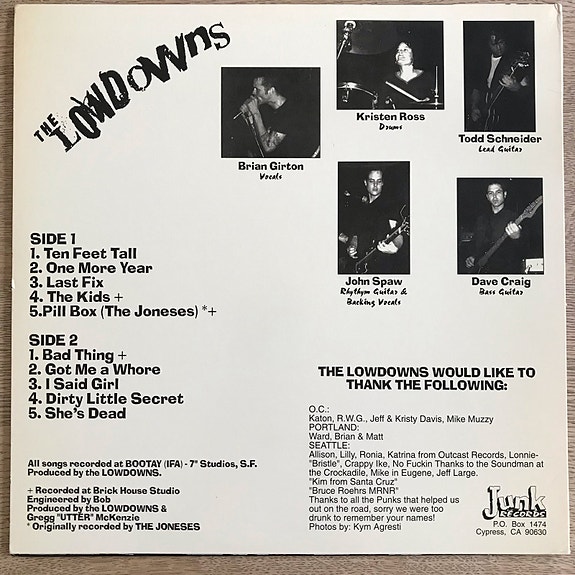 THE LOWDOWNS
Brian Girton
Vocals
Kristen Ross
Drums
Todd Schneider
Lead Guitar
John Spaw
Rhythm Guitar &
Backing Vocals
Dave Craig
Bass Guitar
SIDE 1
1. Ten Feet Tall
2. One More Year
3. Last Fix
4. The Kids +
5.Pill Box (The Joneses) *+
SIDE 2
1. Bad Thing +
2. Got Me a Whore
3. I Said Girl
4. Dirty Little Secret
5. She's Dead
All songs recorded at BOOTAY (IFA) - 7" Studios, S.F.
Produced by the LOWDOWNS.
+ Recorded at Brick House Studio
Engineered by Bob
Produced by the LOWDOWNS &
Gregg "UTTER" McKenzie
* Originally recorded by THE JONESES
THE LOWDOWNS WOULD LIKE TO
THANK THE FOLLOWING:
O.C.:
Katon, R.W.G., Jeff & Kristy Davis, Mike Muzzy
PORTLAND:
Ward, Brian & Matt
SEATTLE:
Allison, Lilly, Ronia, Katrina from Outcast Records, Lonnie-
"Bristle", Crappy Ike, No Fuckin Thanks to the Soundman at
the Crockadile, Mike in Eugene, Jeff Large.
"Kim from Santa Cruz"
"Bruce Roehrs MRNR"
Thanks to all the Punks that helped us
out on the road, sorry we were too
drunk to remember your names!
Photos by: Kym Agresti
Junk
RECORDS
P.O. Box 1474
Cypress, CA 90630